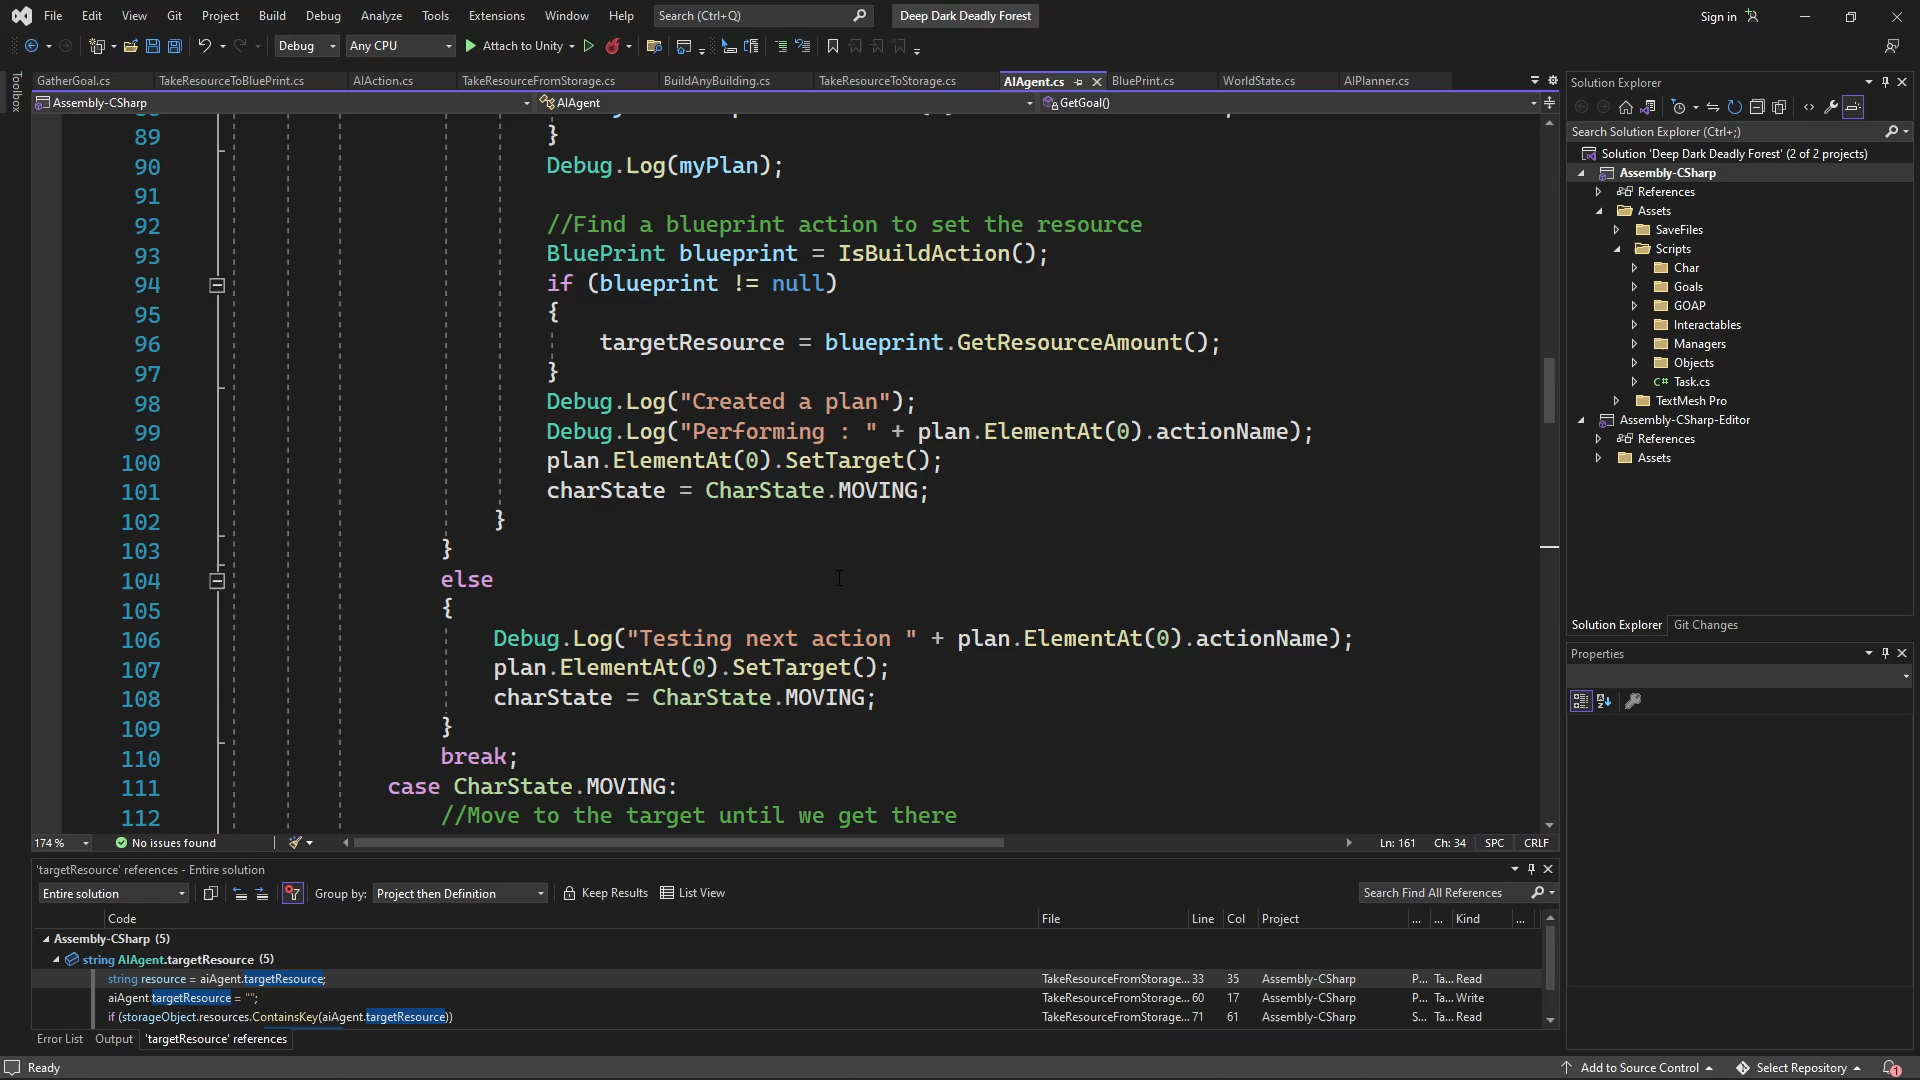 File Edit View Git Project Build Debug Analyze Tools Extensions Window Help Search (Ctrl+Q) Deep Dark Deadly Forest Sign in
Debug Any CPU Attach to Unity
Toolbox
GatherGoal.cs TakeResourceToBluePrint.cs AIAction.cs TakeResourceFromStorage.cs BuildAnyBuilding.cs TakeResourceToStorage.cs AIAgent.cs BluePrint.cs WorldState.cs AIPlanner.cs
Assembly-CSharp AIAgent GetGoal()
89 }
90 Debug.Log(myPlan);
91
92 //Find a blueprint action to set the resource
93 BluePrint blueprint = IsBuildAction();
94 if (blueprint != null)
95 {
96 targetResource = blueprint.GetResourceAmount();
97 }
98 Debug.Log("Created a plan");
99 Debug.Log("Performing : " + plan.ElementAt(0).actionName);
100 plan.ElementAt(0).SetTarget();
101 charState = CharState.MOVING;
102 }
103 }
104 else
105 {
106 Debug.Log("Testing next action " + plan.ElementAt(0).actionName);
107 plan.ElementAt(0).SetTarget();
108 charState = CharState.MOVING;
109 }
110 break;
111 case CharState.MOVING:
112 //Move to the target until we get there
174 % No issues found Ln: 161 Ch: 34 SPC CRLF
'targetResource' references - Entire solution
Entire solution Group by: Project then Definition Keep Results List View Search Find All References
Code File Line Col Project ... ... Kind ...
Assembly-CSharp (5)
string AIAgent.targetResource (5)
string resource = aiAgent.targetResource; TakeResourceFromStorage... 33 35 Assembly-CSharp P... Ta... Read
aiAgent.targetResource = ""; TakeResourceFromStorage... 60 17 Assembly-CSharp P... Ta... Write
if (storageObject.resources.ContainsKey(aiAgent.targetResource)) TakeResourceFromStorage... 71 61 Assembly-CSharp S... Ta... Read
Error List Output 'targetResource' references
Solution Explorer
Search Solution Explorer (Ctrl+;)
Solution 'Deep Dark Deadly Forest' (2 of 2 projects)
Assembly-CSharp
References
Assets
SaveFiles
Scripts
Char
Goals
GOAP
Interactables
Managers
Objects
C# Task.cs
TextMesh Pro
Assembly-CSharp-Editor
References
Assets
Solution Explorer Git Changes
Properties
Ready Add to Source Control Select Repository 1